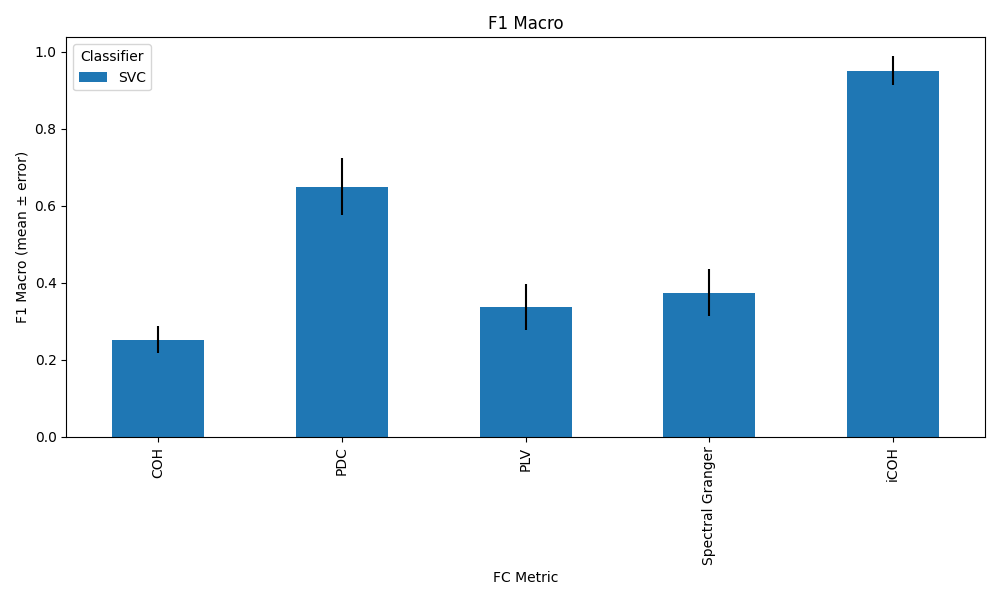 F1 Macro
Classifier
SVC
F1 Macro (mean ± error)
1.0
0.8
0.6
0.4
0.2
0.0
COH
PDC
PLV
Spectral Granger
iCOH
FC Metric